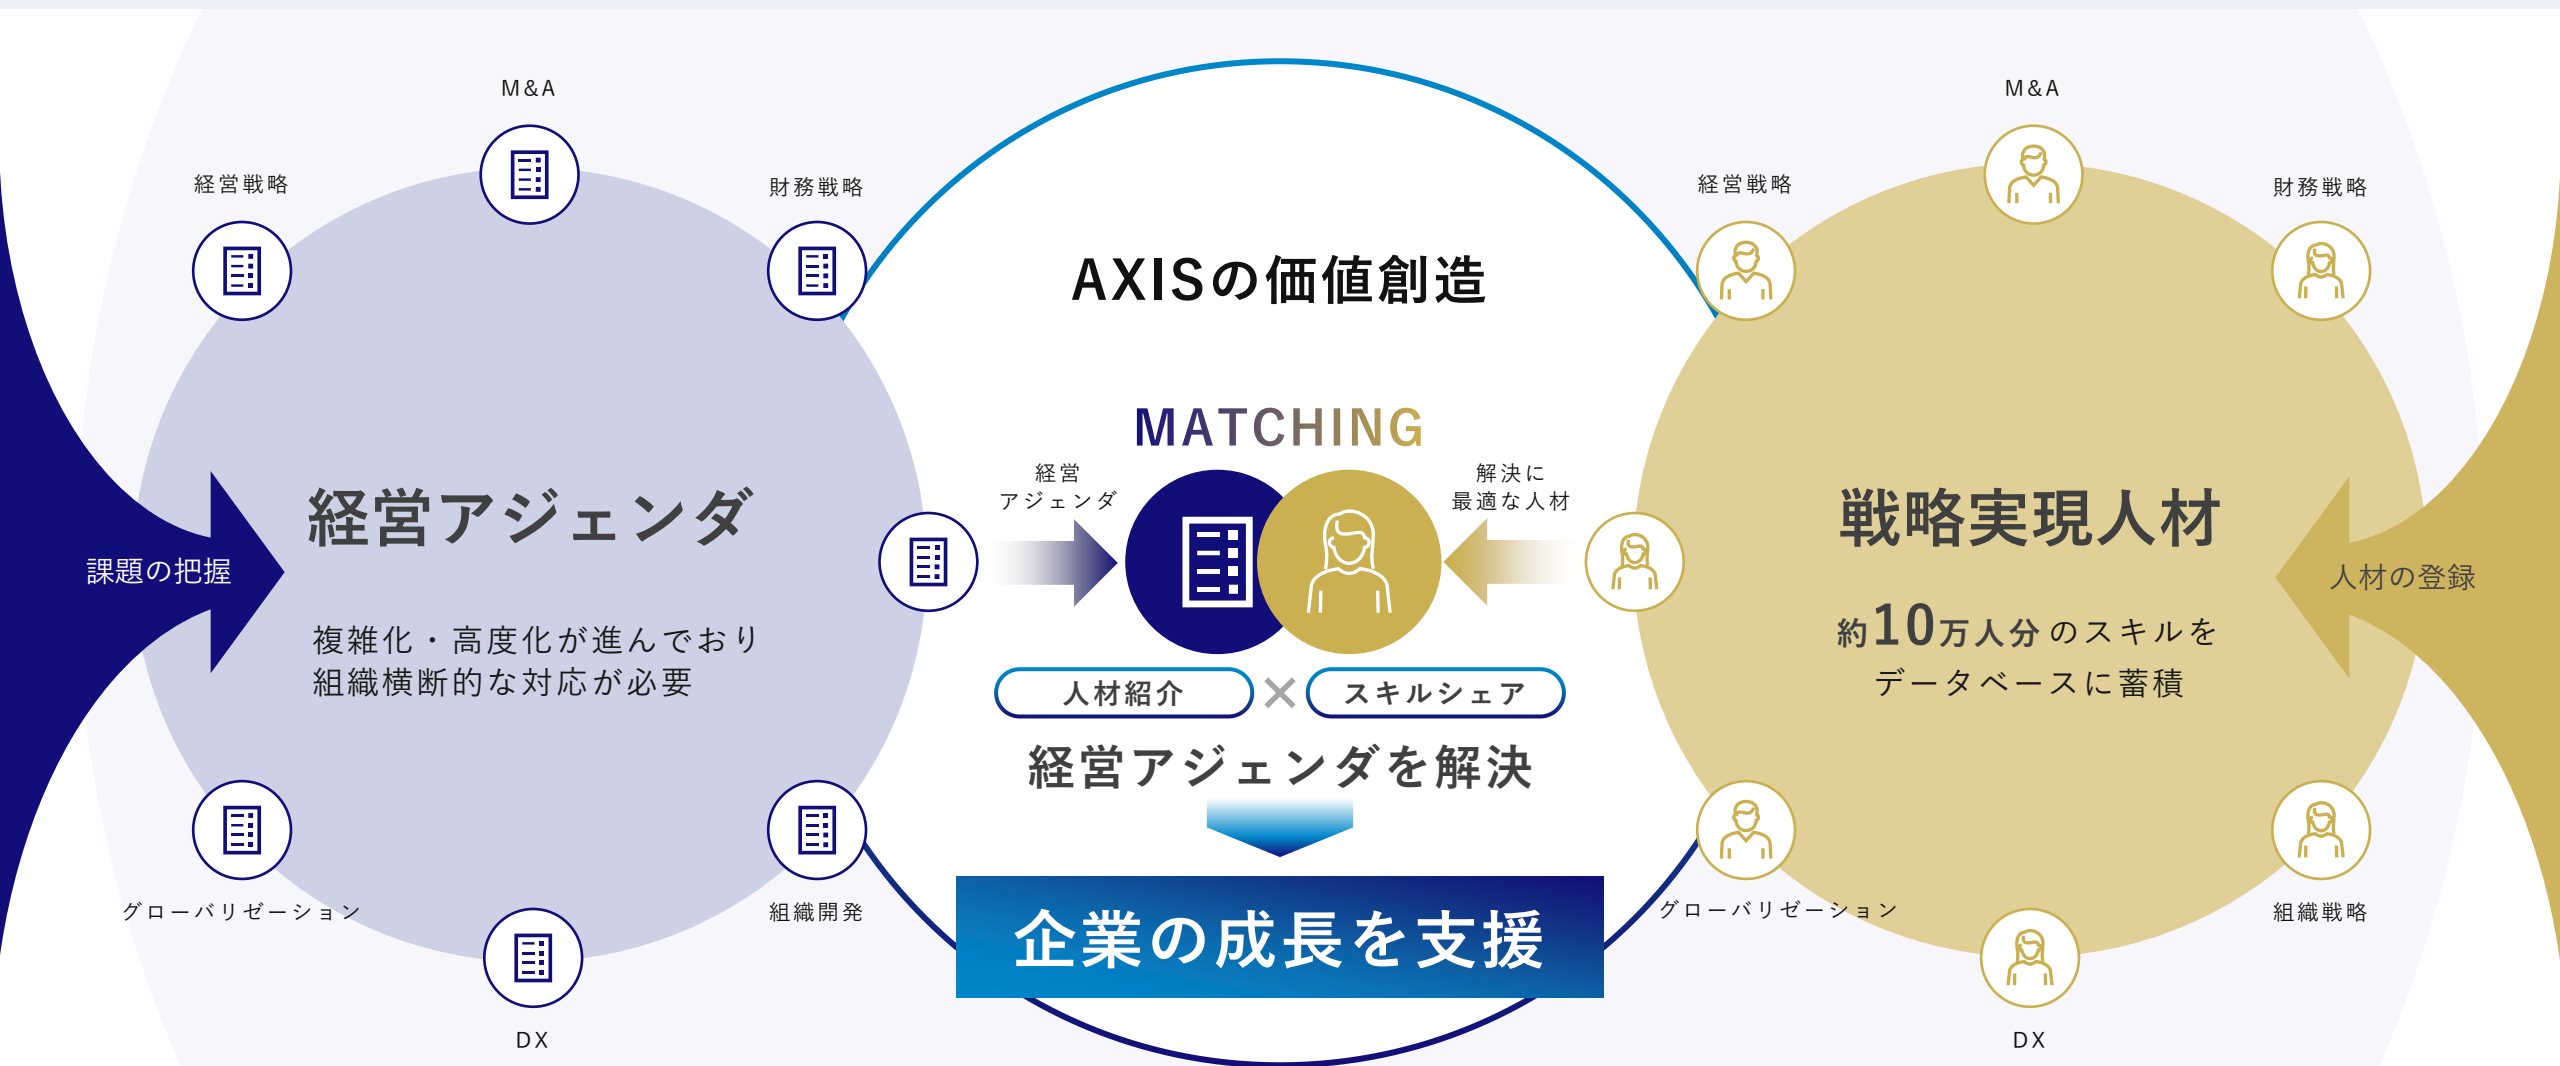 M&A
経営戦略
財務戦略
課題の把握
経営アジェンダ
複雑化・高度化が進んでおり
組織横断的な対応が必要
グローバリゼーション
組織開発
DX
AXISの価値創造
MATCHING
経営
アジェンダ
解決に
最適な人材
人材紹介 × スキルシェア
経営アジェンダを解決
企業の成長を支援
M&A
経営戦略
財務戦略
戦略実現人材
約10万人分のスキルを
データベースに蓄積
人材の登録
グローバリゼーション
組織戦略
DX